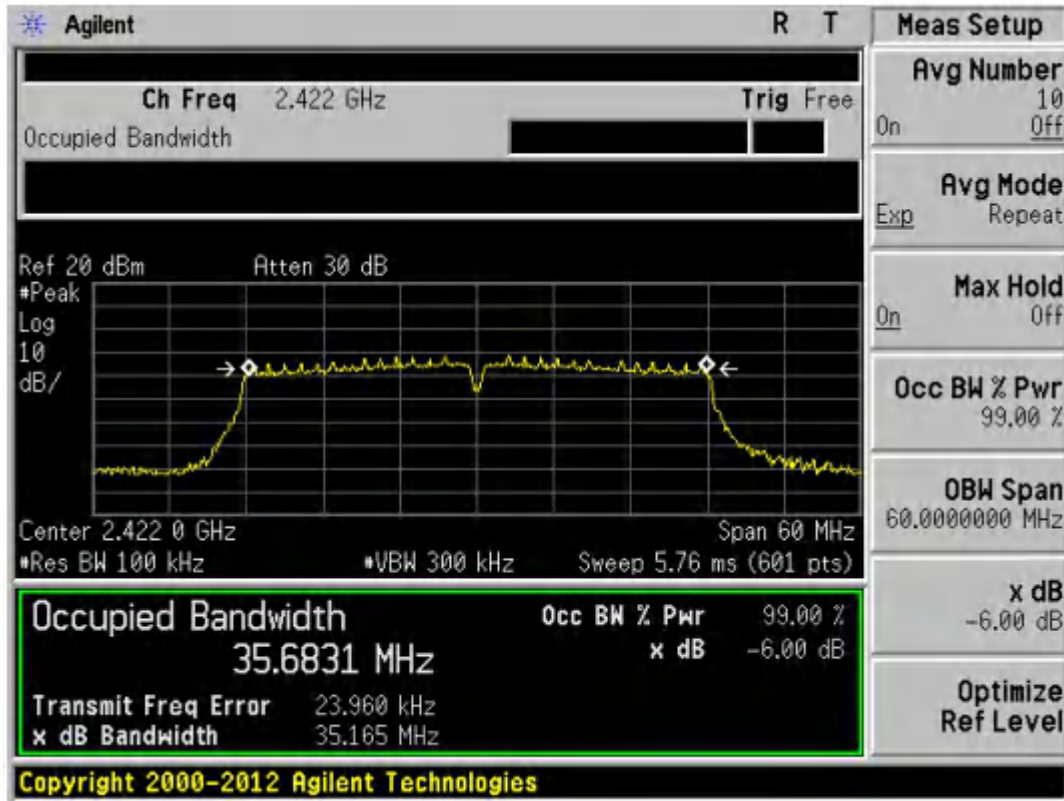 Agilent R T
Ch Freq 2.422 GHz Trig Free
Occupied Bandwidth
Ref 20 dBm Atten 30 dB
#Peak
Log
10
dB/
Center 2.422 0 GHz Span 60 MHz
#Res BW 100 kHz #VBW 300 kHz Sweep 5.76 ms (601 pts)
Occupied Bandwidth Occ BW % Pwr 99.00 %
35.6831 MHz x dB -6.00 dB
Transmit Freq Error 23.960 kHz
x dB Bandwidth 35.165 MHz
Copyright 2000-2012 Agilent Technologies
Meas Setup
Avg Number
10
On Off
Avg Mode
Exp Repeat
Max Hold
On Off
Occ BW % Pwr
99.00 %
OBW Span
60.0000000 MHz
x dB
-6.00 dB
Optimize
Ref Level